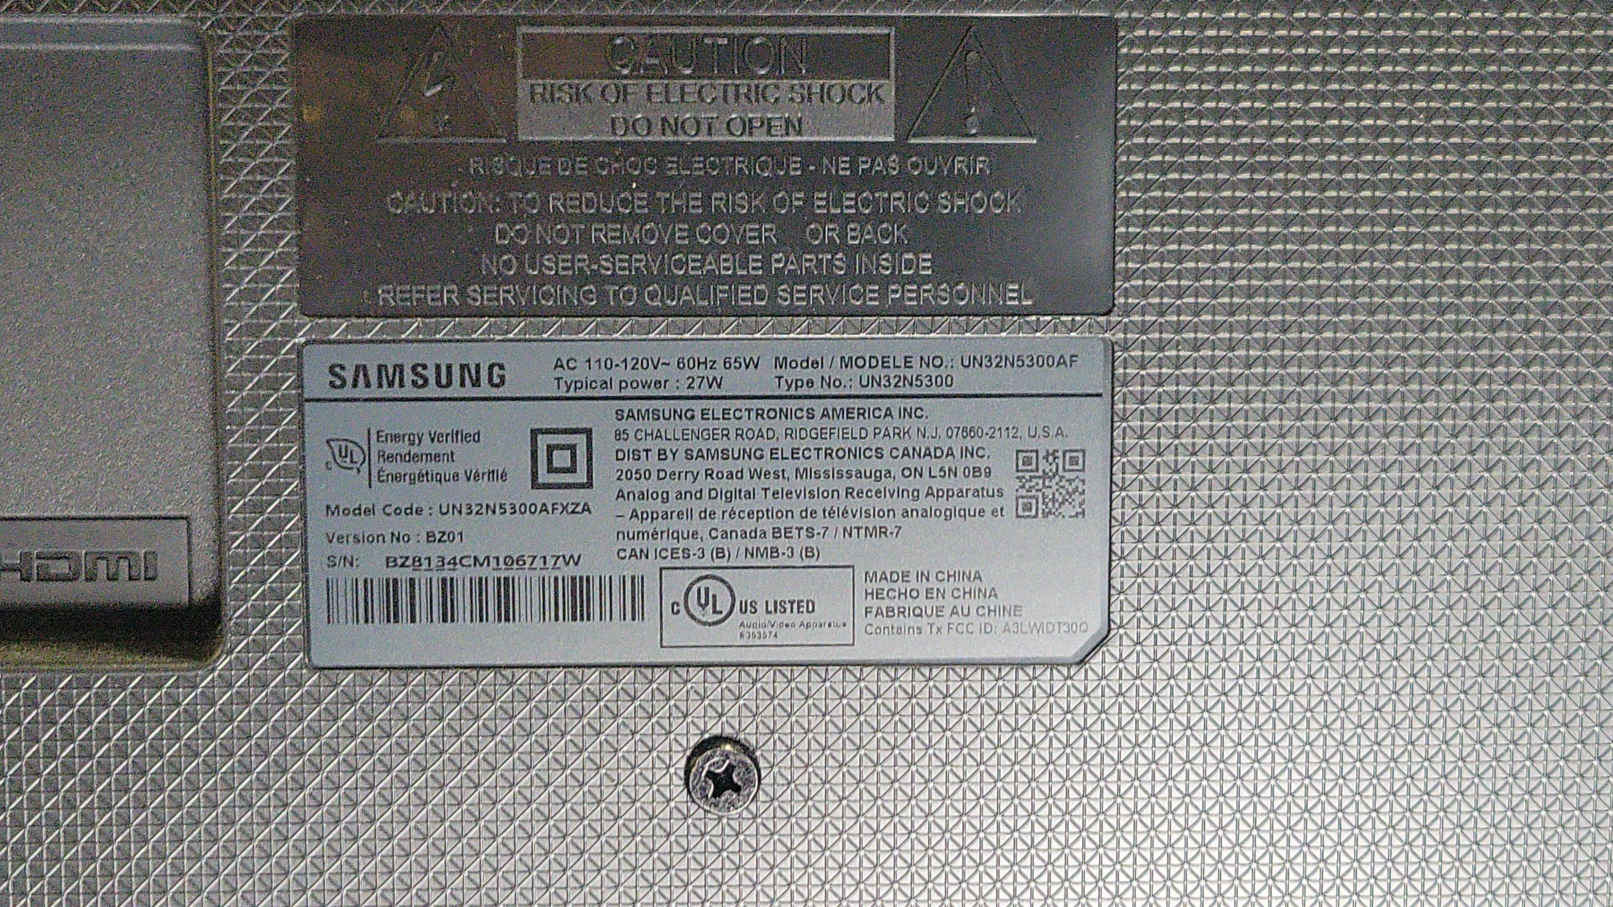 CAUTION
RISK OF ELECTRIC SHOCK
DO NOT OPEN
RISQUE DE CHOC ELECTRIQUE - NE PAS OUVRIR
CAUTION: TO REDUCE THE RISK OF ELECTRIC SHOCK
DO NOT REMOVE COVER OR BACK
NO USER-SERVICEABLE PARTS INSIDE
REFER SERVICING TO QUALIFIED SERVICE PERSONNEL
SAMSUNG
AC 110-120V~ 60Hz 65W Model / MODELE NO.: UN32N5300AF
Typical power : 27W Type No.: UN32N5300
c UL Energy Verified
Rendement
Énergétique Vérifié
Model Code : UN32N5300AFXZA
Version No : BZ01
S/N: BZ8134CM106717W
SAMSUNG ELECTRONICS AMERICA INC.
85 CHALLENGER ROAD, RIDGEFIELD PARK N.J. 07660-2112, U.S.A.
DIST BY SAMSUNG ELECTRONICS CANADA INC.
2050 Derry Road West, Mississauga, ON L5N 0B9
Analog and Digital Television Receiving Apparatus
– Appareil de réception de télévision analogique et
numérique, Canada BETS-7 / NTMR-7
CAN ICES-3 (B) / NMB-3 (B)
c UL US LISTED
Audio/Video Apparatus
MADE IN CHINA
HECHO EN CHINA
FABRIQUE AU CHINE
Contains Tx FCC ID: A3LWIDT30Q
HDMI